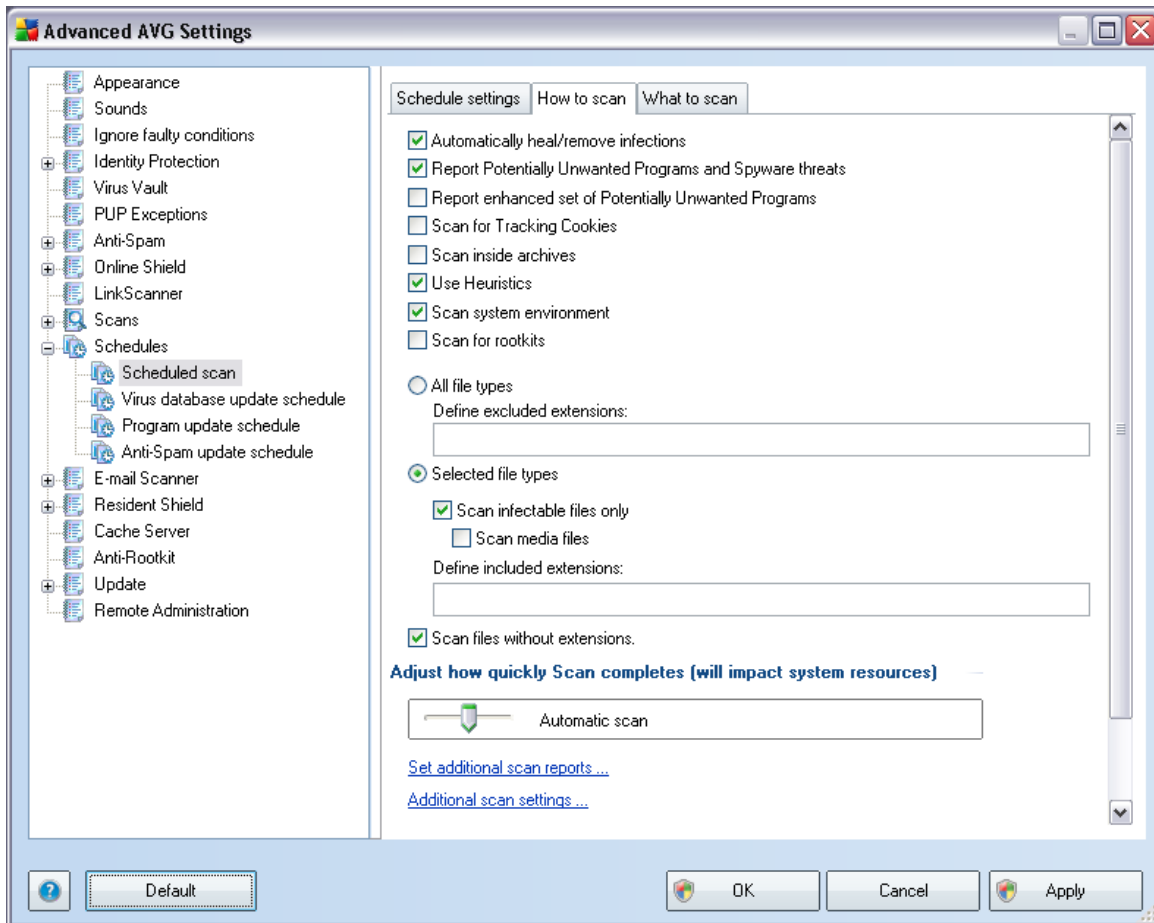 Advanced AVG Settings
Appearance
Sounds
Ignore faulty conditions
Identity Protection
Virus Vault
PUP Exceptions
Anti-Spam
Online Shield
LinkScanner
Scans
Schedules
Scheduled scan
Virus database update schedule
Program update schedule
Anti-Spam update schedule
E-mail Scanner
Resident Shield
Cache Server
Anti-Rootkit
Update
Remote Administration
Schedule settings
How to scan
What to scan
Automatically heal/remove infections
Report Potentially Unwanted Programs and Spyware threats
Report enhanced set of Potentially Unwanted Programs
Scan for Tracking Cookies
Scan inside archives
Use Heuristics
Scan system environment
Scan for rootkits
All file types
Define excluded extensions:
Selected file types
Scan infectable files only
Scan media files
Define included extensions:
Scan files without extensions.
Adjust how quickly Scan completes (will impact system resources)
Automatic scan
Set additional scan reports ...
Additional scan settings ...
?
Default
OK
Cancel
Apply